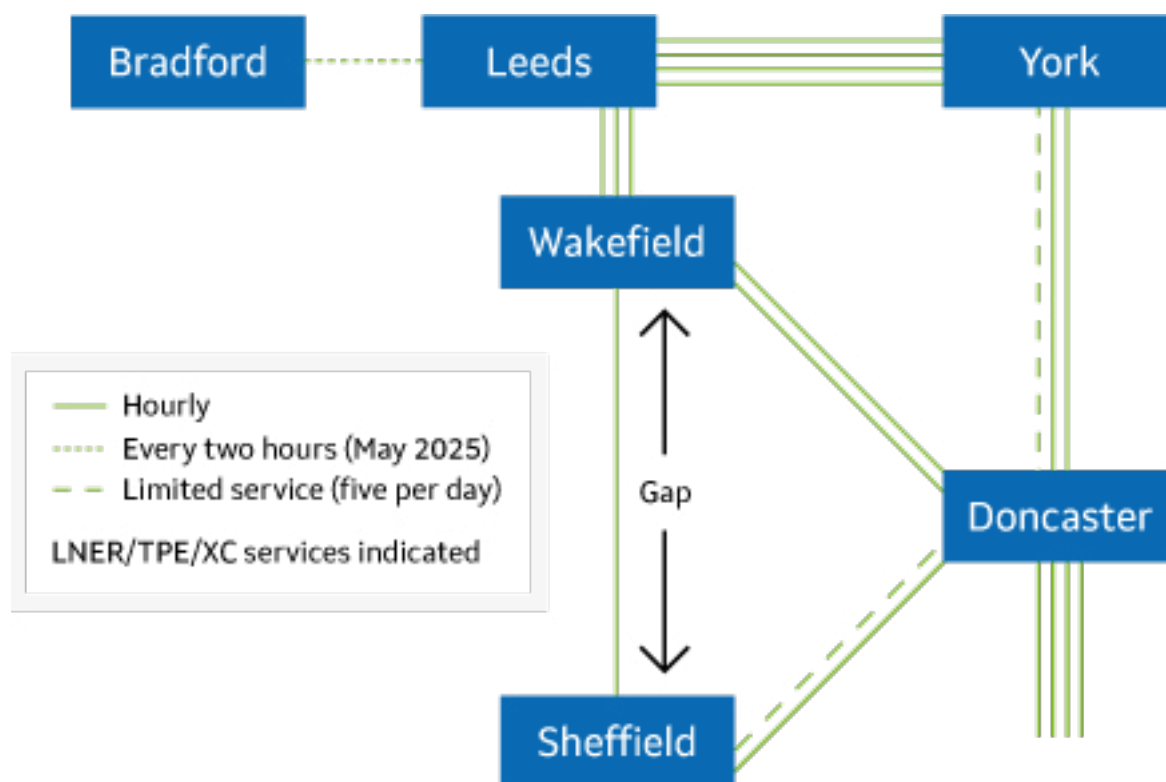 Bradford
Leeds
York
Wakefield
Hourly
Every two hours (May 2025)
Limited service (five per day)
LNER/TPE/XC services indicated
Gap
Doncaster
Sheffield